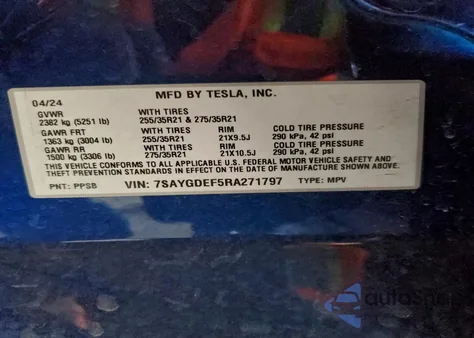 MFD BY TESLA, INC.
04/24
GVWR WITH TIRES
2382 kg (5251 lb) 255/35R21 & 275/35R21
GAWR FRT WITH TIRES RIM COLD TIRE PRESSURE
1363 kg (3004 lb) 255/35R21 21X9.5J 290 kPa, 42 psi
GAWR RR WITH TIRES RIM COLD TIRE PRESSURE
1500 kg (3306 lb) 275/35R21 21X10.5J 290 kPa, 42 psi
THIS VEHICLE CONFORMS TO ALL APPLICABLE U.S. FEDERAL MOTOR VEHICLE SAFETY AND
THEFT PREVENTION STANDARDS IN EFFECT ON THE DATE OF MANUFACTURE SHOWN ABOVE.
PNT: PPSB VIN: 7SAYGDEF5RA271797 TYPE: MPV